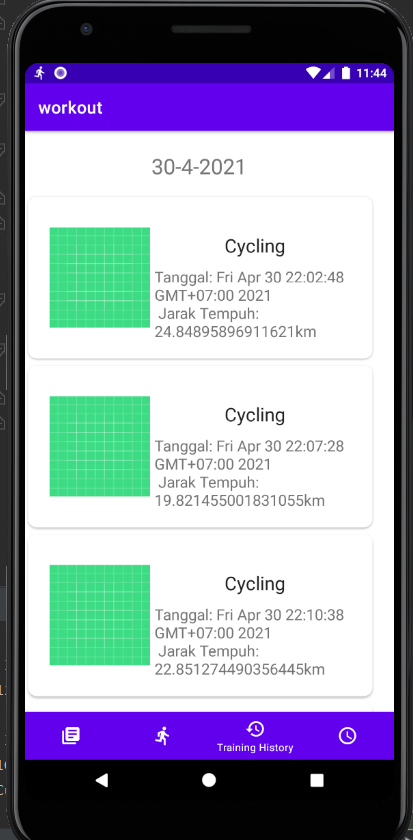 11:44
workout
30-4-2021
Cycling
Tanggal: Fri Apr 30 22:02:48
GMT+07:00 2021
Jarak Tempuh:
24.84895896911621km
Cycling
Tanggal: Fri Apr 30 22:07:28
GMT+07:00 2021
Jarak Tempuh:
19.821455001831055km
Cycling
Tanggal: Fri Apr 30 22:10:38
GMT+07:00 2021
Jarak Tempuh:
22.851274490356445km
Training History